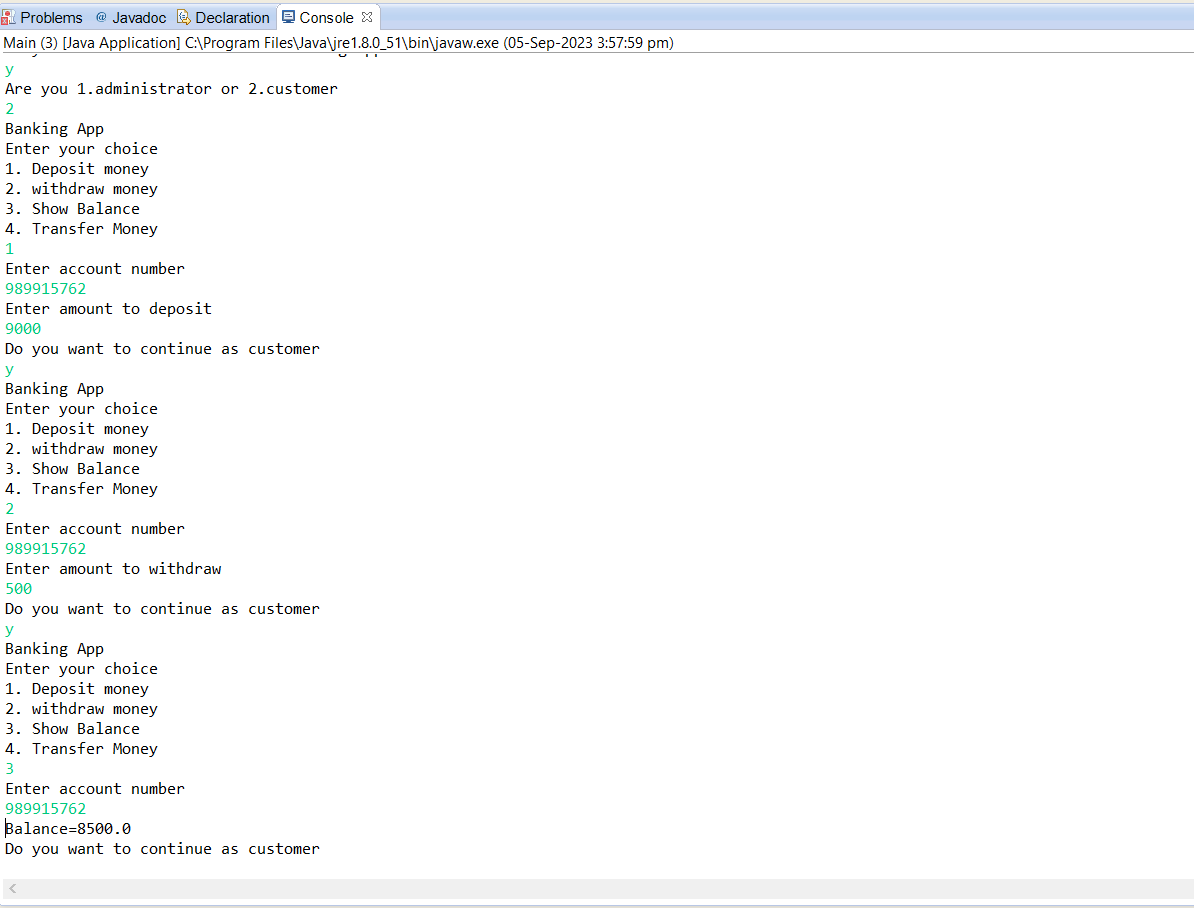 Problems @ Javadoc Declaration Console
Main (3) [Java Application] C:\Program Files\Java\jre1.8.0_51\bin\javaw.exe (05-Sep-2023 3:57:59 pm)
y
Are you 1.administrator or 2.customer
2
Banking App
Enter your choice
1. Deposit money
2. withdraw money
3. Show Balance
4. Transfer Money
1
Enter account number
989915762
Enter amount to deposit
9000
Do you want to continue as customer
y
Banking App
Enter your choice
1. Deposit money
2. withdraw money
3. Show Balance
4. Transfer Money
2
Enter account number
989915762
Enter amount to withdraw
500
Do you want to continue as customer
y
Banking App
Enter your choice
1. Deposit money
2. withdraw money
3. Show Balance
4. Transfer Money
3
Enter account number
989915762
Balance=8500.0
Do you want to continue as customer